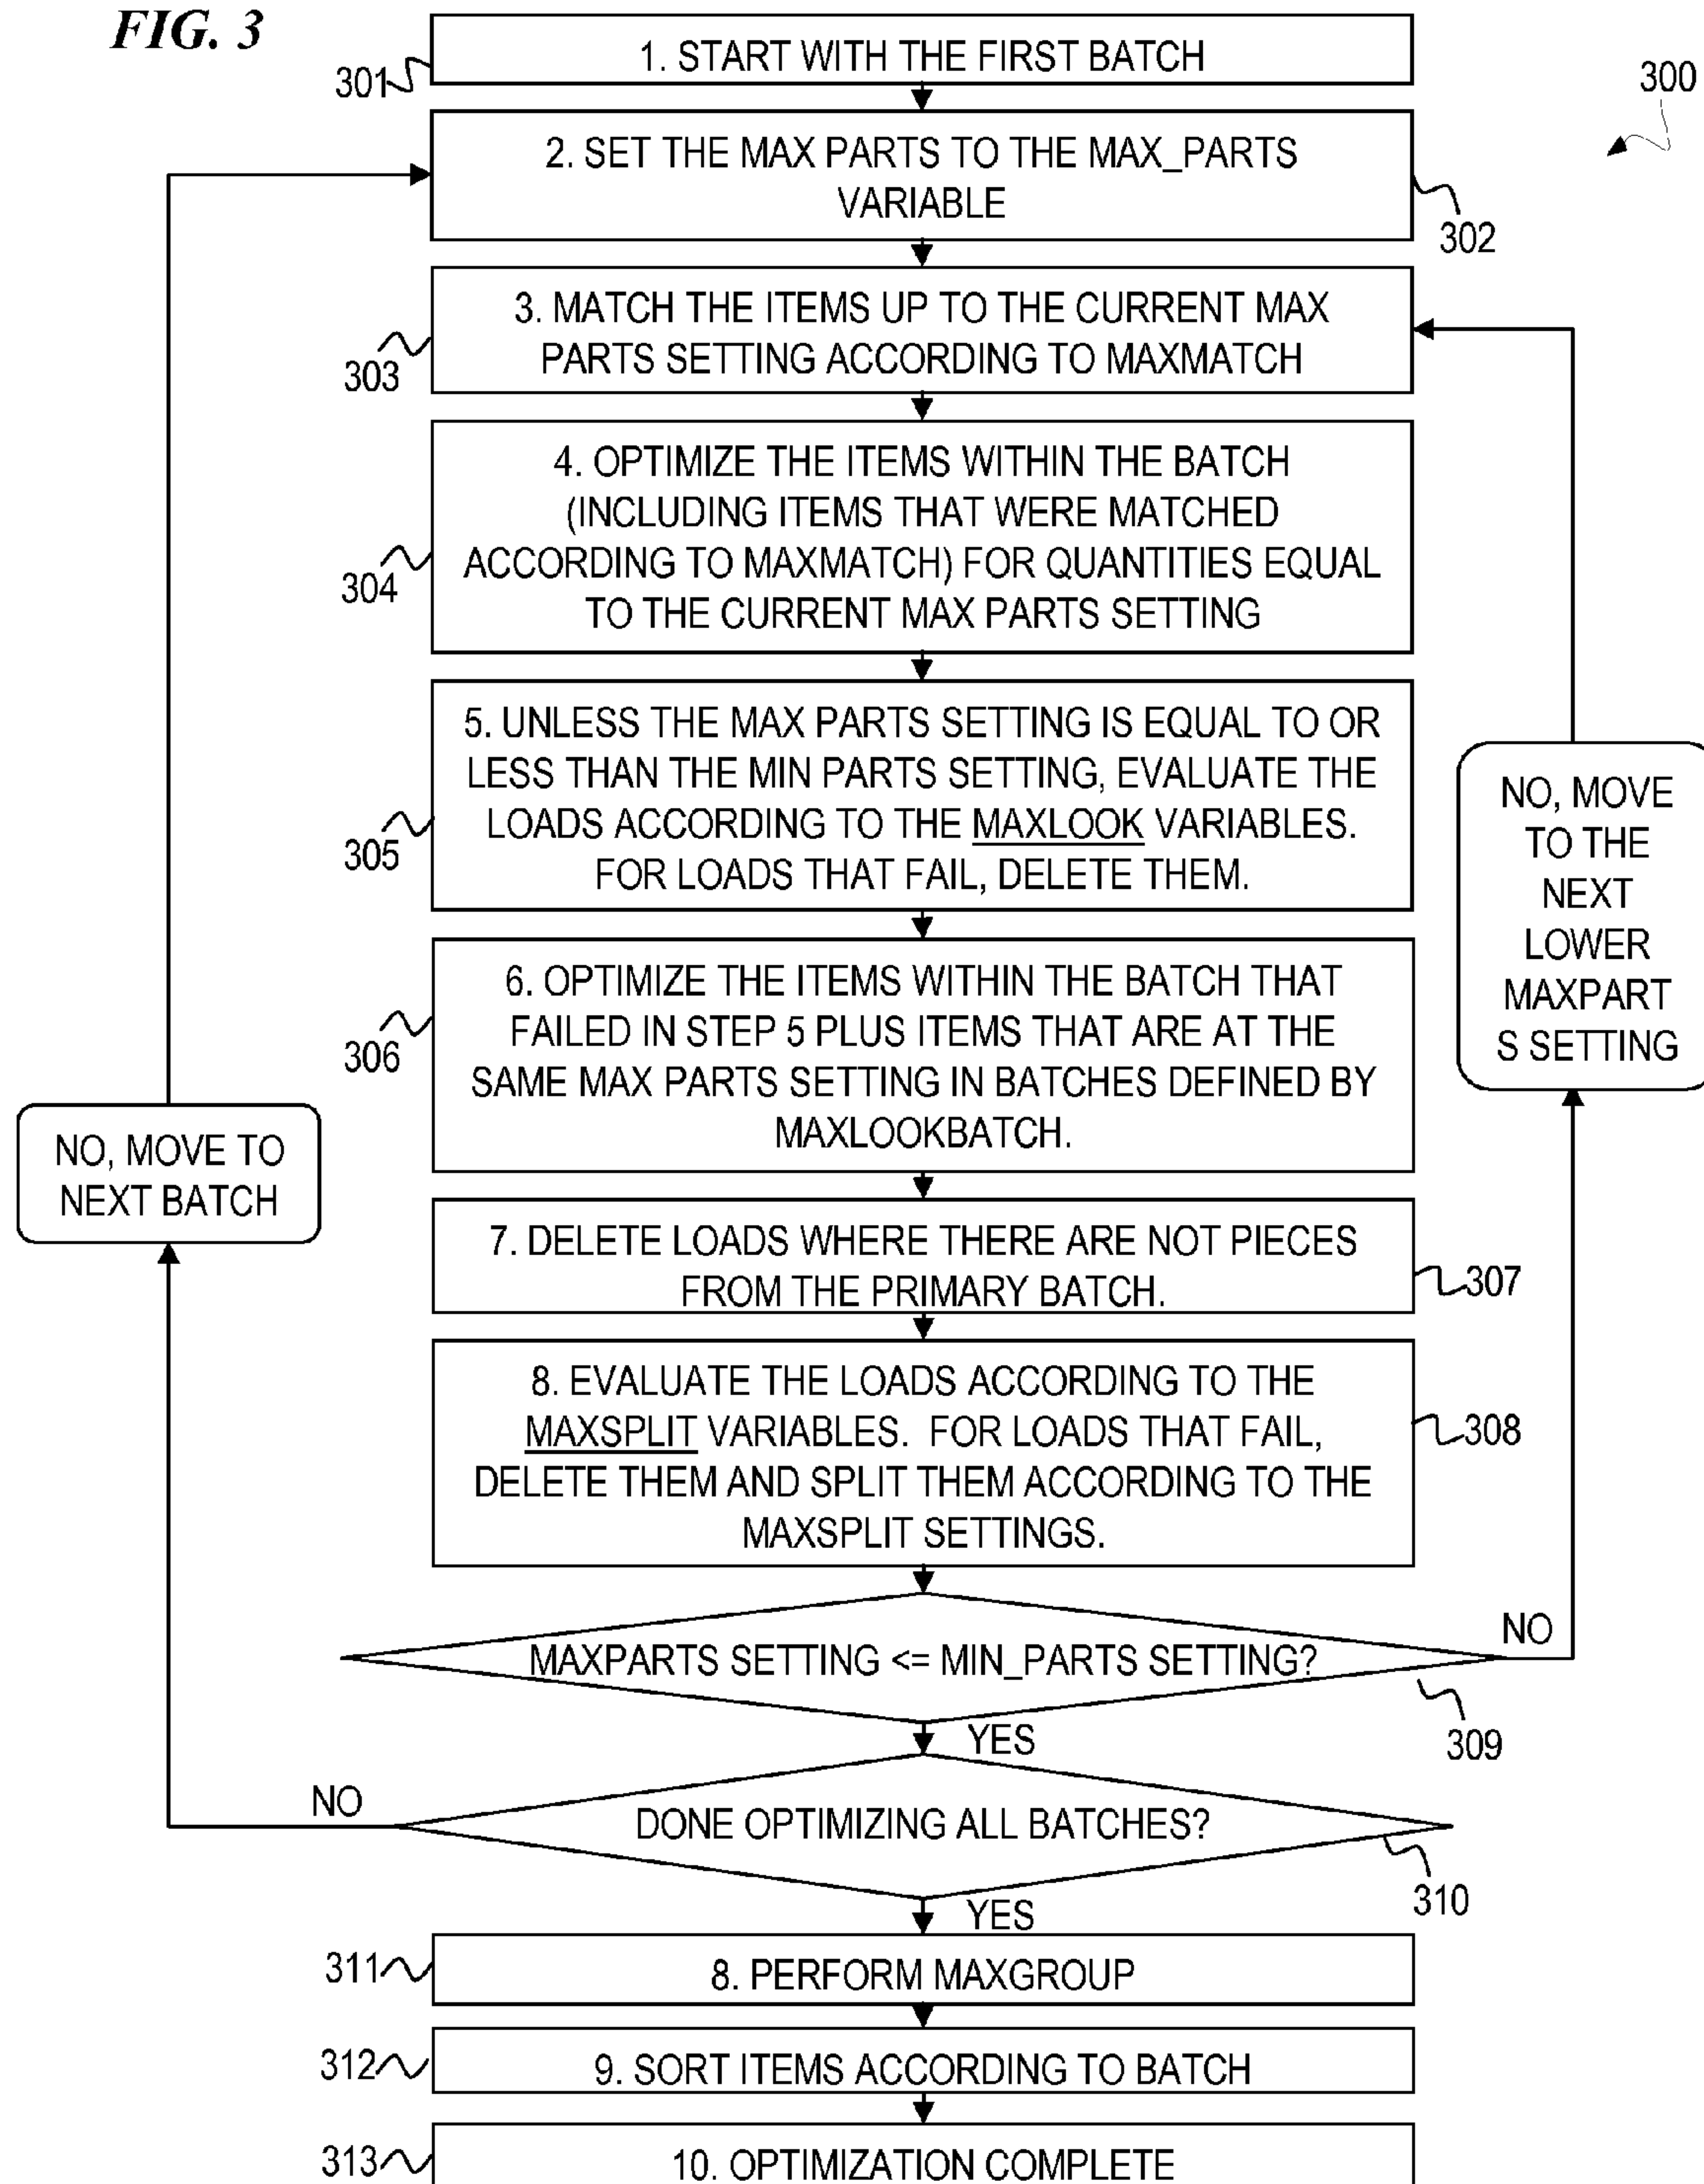 FIG. 3
300
301
1. START WITH THE FIRST BATCH
2. SET THE MAX PARTS TO THE MAX_PARTS
VARIABLE
302
3. MATCH THE ITEMS UP TO THE CURRENT MAX
PARTS SETTING ACCORDING TO MAXMATCH
303
4. OPTIMIZE THE ITEMS WITHIN THE BATCH
(INCLUDING ITEMS THAT WERE MATCHED
ACCORDING TO MAXMATCH) FOR QUANTITIES EQUAL
TO THE CURRENT MAX PARTS SETTING
304
5. UNLESS THE MAX PARTS SETTING IS EQUAL TO OR
LESS THAN THE MIN PARTS SETTING, EVALUATE THE
LOADS ACCORDING TO THE MAXLOOK VARIABLES.
FOR LOADS THAT FAIL, DELETE THEM.
305
NO, MOVE
TO THE
NEXT
LOWER
MAXPART
S SETTING
6. OPTIMIZE THE ITEMS WITHIN THE BATCH THAT
FAILED IN STEP 5 PLUS ITEMS THAT ARE AT THE
SAME MAX PARTS SETTING IN BATCHES DEFINED BY
MAXLOOKBATCH.
306
NO, MOVE TO
NEXT BATCH
7. DELETE LOADS WHERE THERE ARE NOT PIECES
FROM THE PRIMARY BATCH.
307
8. EVALUATE THE LOADS ACCORDING TO THE
MAXSPLIT VARIABLES. FOR LOADS THAT FAIL,
DELETE THEM AND SPLIT THEM ACCORDING TO THE
MAXSPLIT SETTINGS.
308
MAXPARTS SETTING <= MIN_PARTS SETTING?
NO
309
YES
NO
DONE OPTIMIZING ALL BATCHES?
310
YES
311
8. PERFORM MAXGROUP
312
9. SORT ITEMS ACCORDING TO BATCH
313
10. OPTIMIZATION COMPLETE